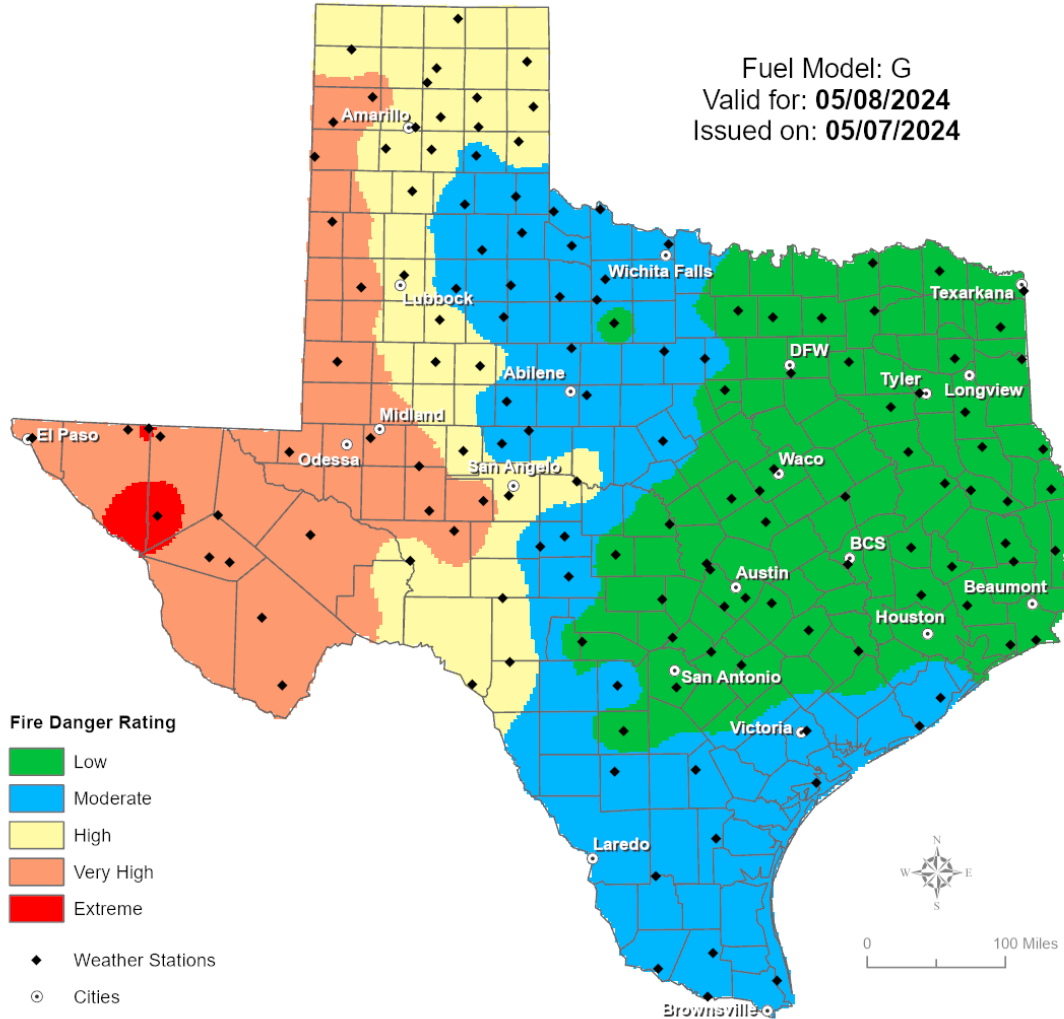 Fuel Model: G
Valid for: 05/08/2024
Issued on: 05/07/2024
Amarillo
Wichita Falls
Lubbock
Texarkana
DFW
Abilene
Tyler
Longview
Midland
El Paso
Odessa
San Angelo
Waco
BCS
Austin
Beaumont
Houston
San Antonio
Victoria
Fire Danger Rating
Low
Moderate
High
Very High
Extreme
Weather Stations
Cities
Laredo
Brownsville
N
W E
S
0 100 Miles